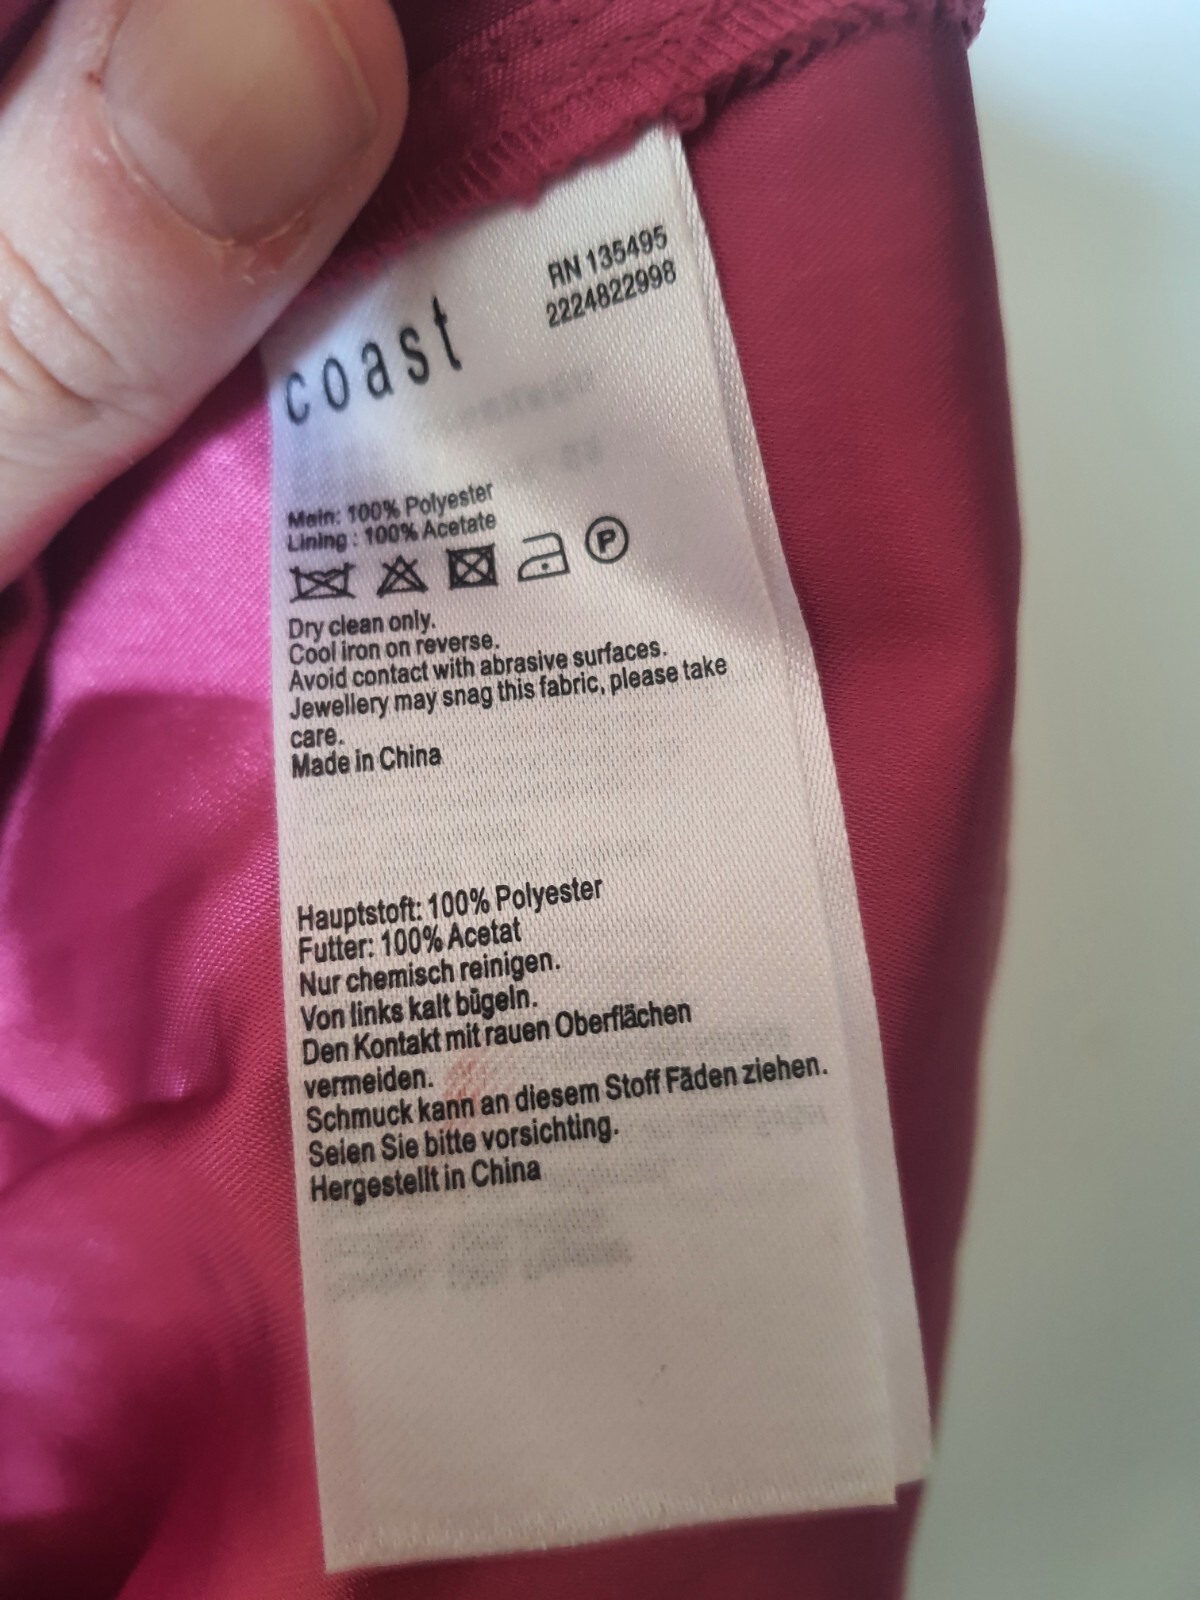 RN 135495
2224822998
coast
Main: 100% Polyester
Lining : 100% Acetate
P
Dry clean only.
Cool iron on reverse.
Avoid contact with abrasive surfaces.
Jewellery may snag this fabric, please take
care.
Made in China
Hauptstoft: 100% Polyester
Futter: 100% Acetat
Nur chemisch reinigen.
Von links kalt bügeln.
Den Kontakt mit rauen Oberflächen
vermeiden.
Schmuck kann an diesem Stoff Fäden ziehen.
Seien Sie bitte vorsichting.
Hergestellt in China